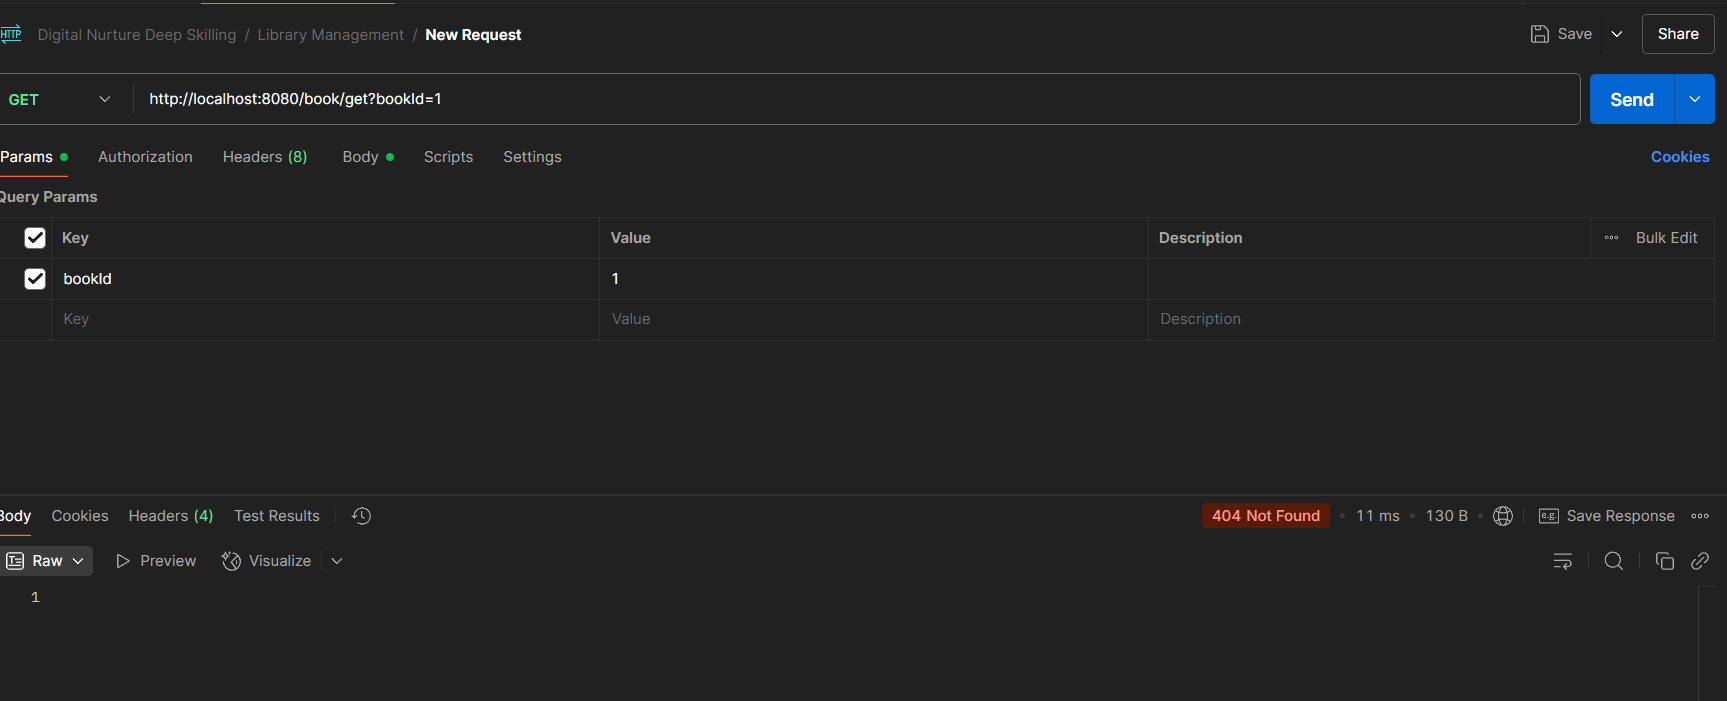 HTTP Digital Nurture Deep Skilling / Library Management / New Request Save Share
GET http://localhost:8080/book/get?bookId=1 Send
Params Authorization Headers (8) Body Scripts Settings Cookies
Query Params
Key Value Description Bulk Edit
bookId 1
Key Value Description
Body Cookies Headers (4) Test Results 404 Not Found • 11 ms • 130 B • e.g. Save Response
Raw Preview Visualize
1